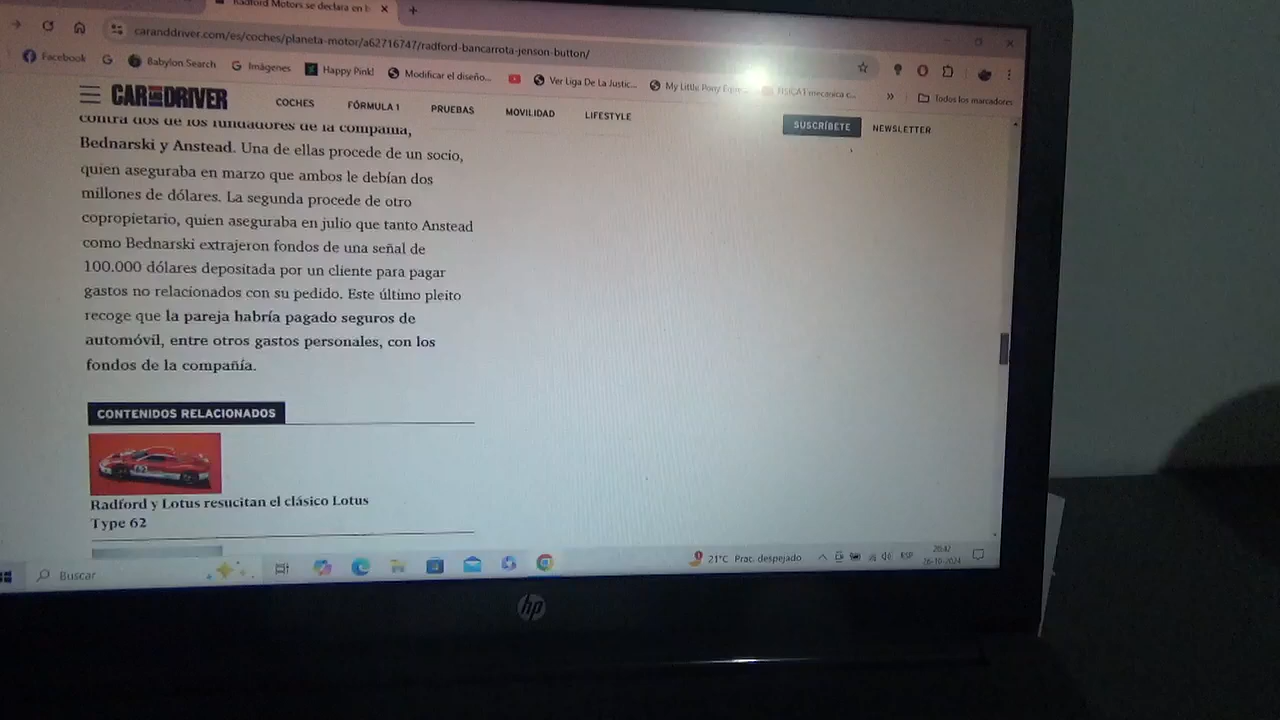 Radford Motors se declara en b
caranddriver.com/es/coches/planeta-motor/a62716747/radford-bancarrota-jenson-button/
Facebook
Babylon Search
Imágenes
Happy Pink!
Modificar el diseño...
Ver Liga De La Justic...
My Little Pony
Todos los marcadores
CAR AND DRIVER
COCHES
FÓRMULA 1
PRUEBAS
MOVILIDAD
LIFESTYLE
SUSCRÍBETE
NEWSLETTER
contra dos de los fundadores de la compañía,
Bednarski y Anstead. Una de ellas procede de un socio,
quien aseguraba en marzo que ambos le debían dos
millones de dólares. La segunda procede de otro
copropietario, quien aseguraba en julio que tanto Anstead
como Bednarski extrajeron fondos de una señal de
100.000 dólares depositada por un cliente para pagar
gastos no relacionados con su pedido. Este último pleito
recoge que la pareja habría pagado seguros de
automóvil, entre otros gastos personales, con los
fondos de la compañía.
CONTENIDOS RELACIONADOS
Radford y Lotus resucitan el clásico Lotus
Type 62
Buscar
21°C Prac. despejado
ESP
26-10-2024
hp